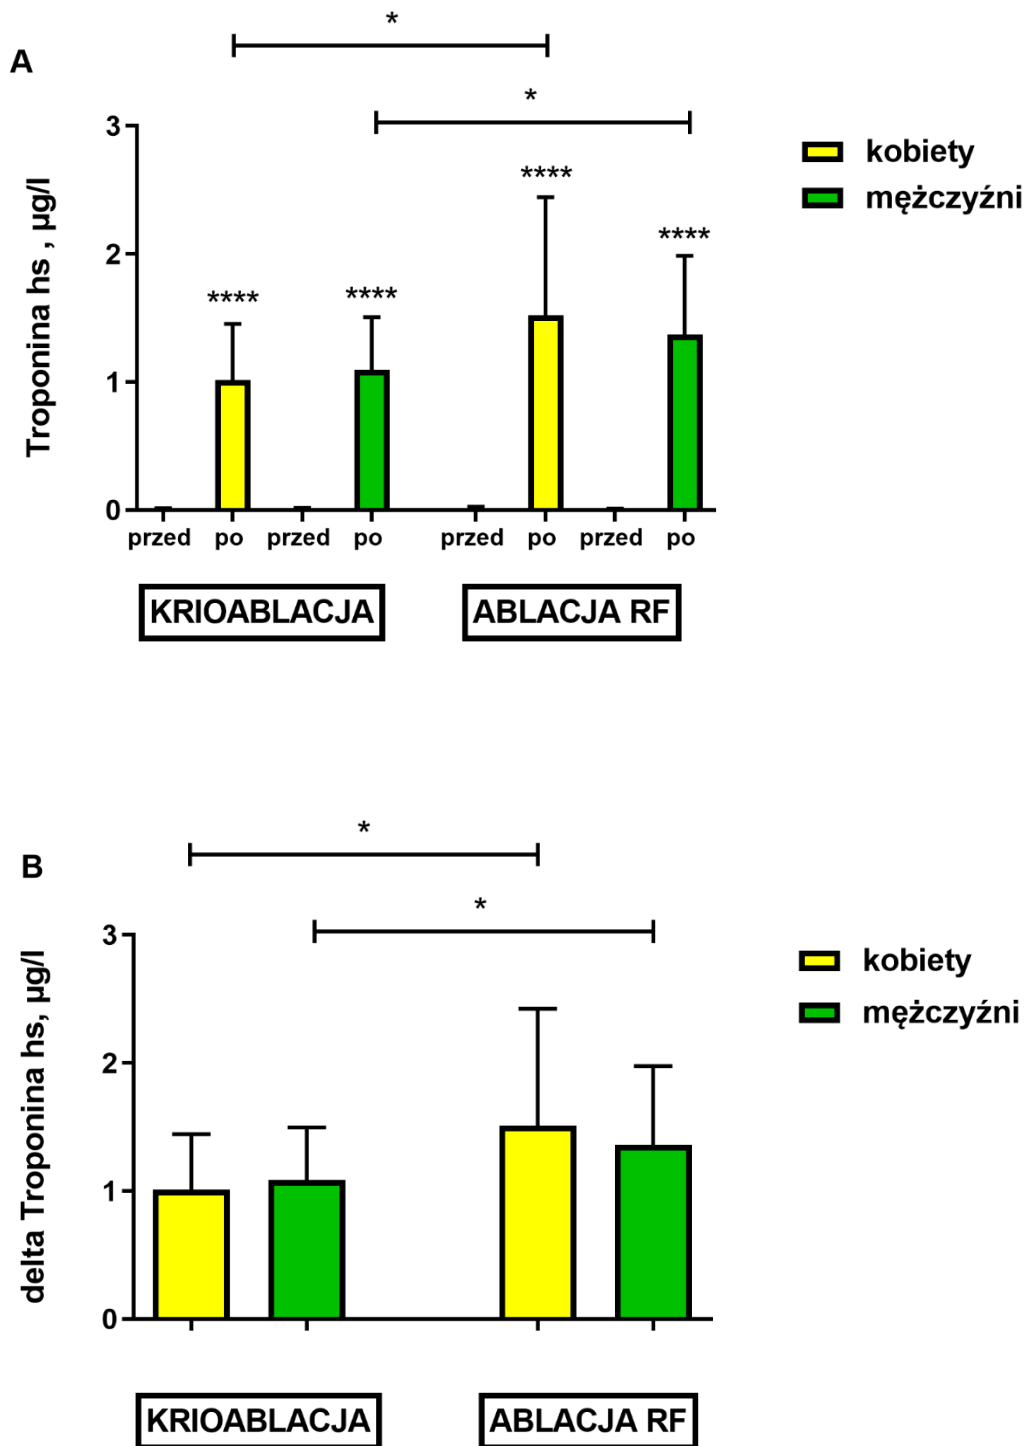 *
A
*
3
kobiety
mężczyźni
****
****
2
****
****
Troponina hs , µg/l
1
0
przed po przed po przed po przed po
KRIOABLACJA ABLACJA RF
*
B
*
3
kobiety
mężczyźni
delta Troponina hs, µg/l
2
1
0
KRIOABLACJA ABLACJA RF